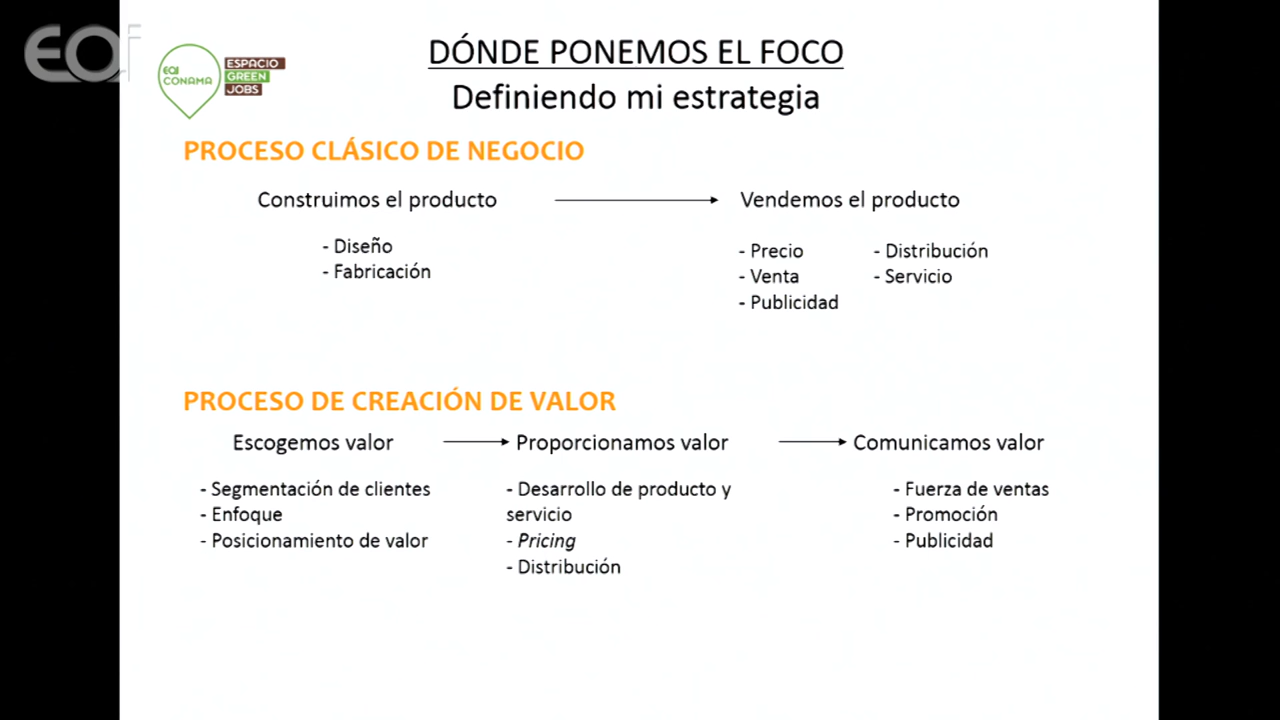 EOI
EOI
CONAMA
ESPACIO
GREEN
JOBS
DÓNDE PONEMOS EL FOCO
Definiendo mi estrategia
PROCESO CLÁSICO DE NEGOCIO
Construimos el producto
Vendemos el producto
- Diseño
- Fabricación
- Precio
- Venta
- Publicidad
- Distribución
- Servicio
PROCESO DE CREACIÓN DE VALOR
Escogemos valor
Proporcionamos valor
Comunicamos valor
- Segmentación de clientes
- Enfoque
- Posicionamiento de valor
- Desarrollo de producto y
servicio
- Pricing
- Distribución
- Fuerza de ventas
- Promoción
- Publicidad